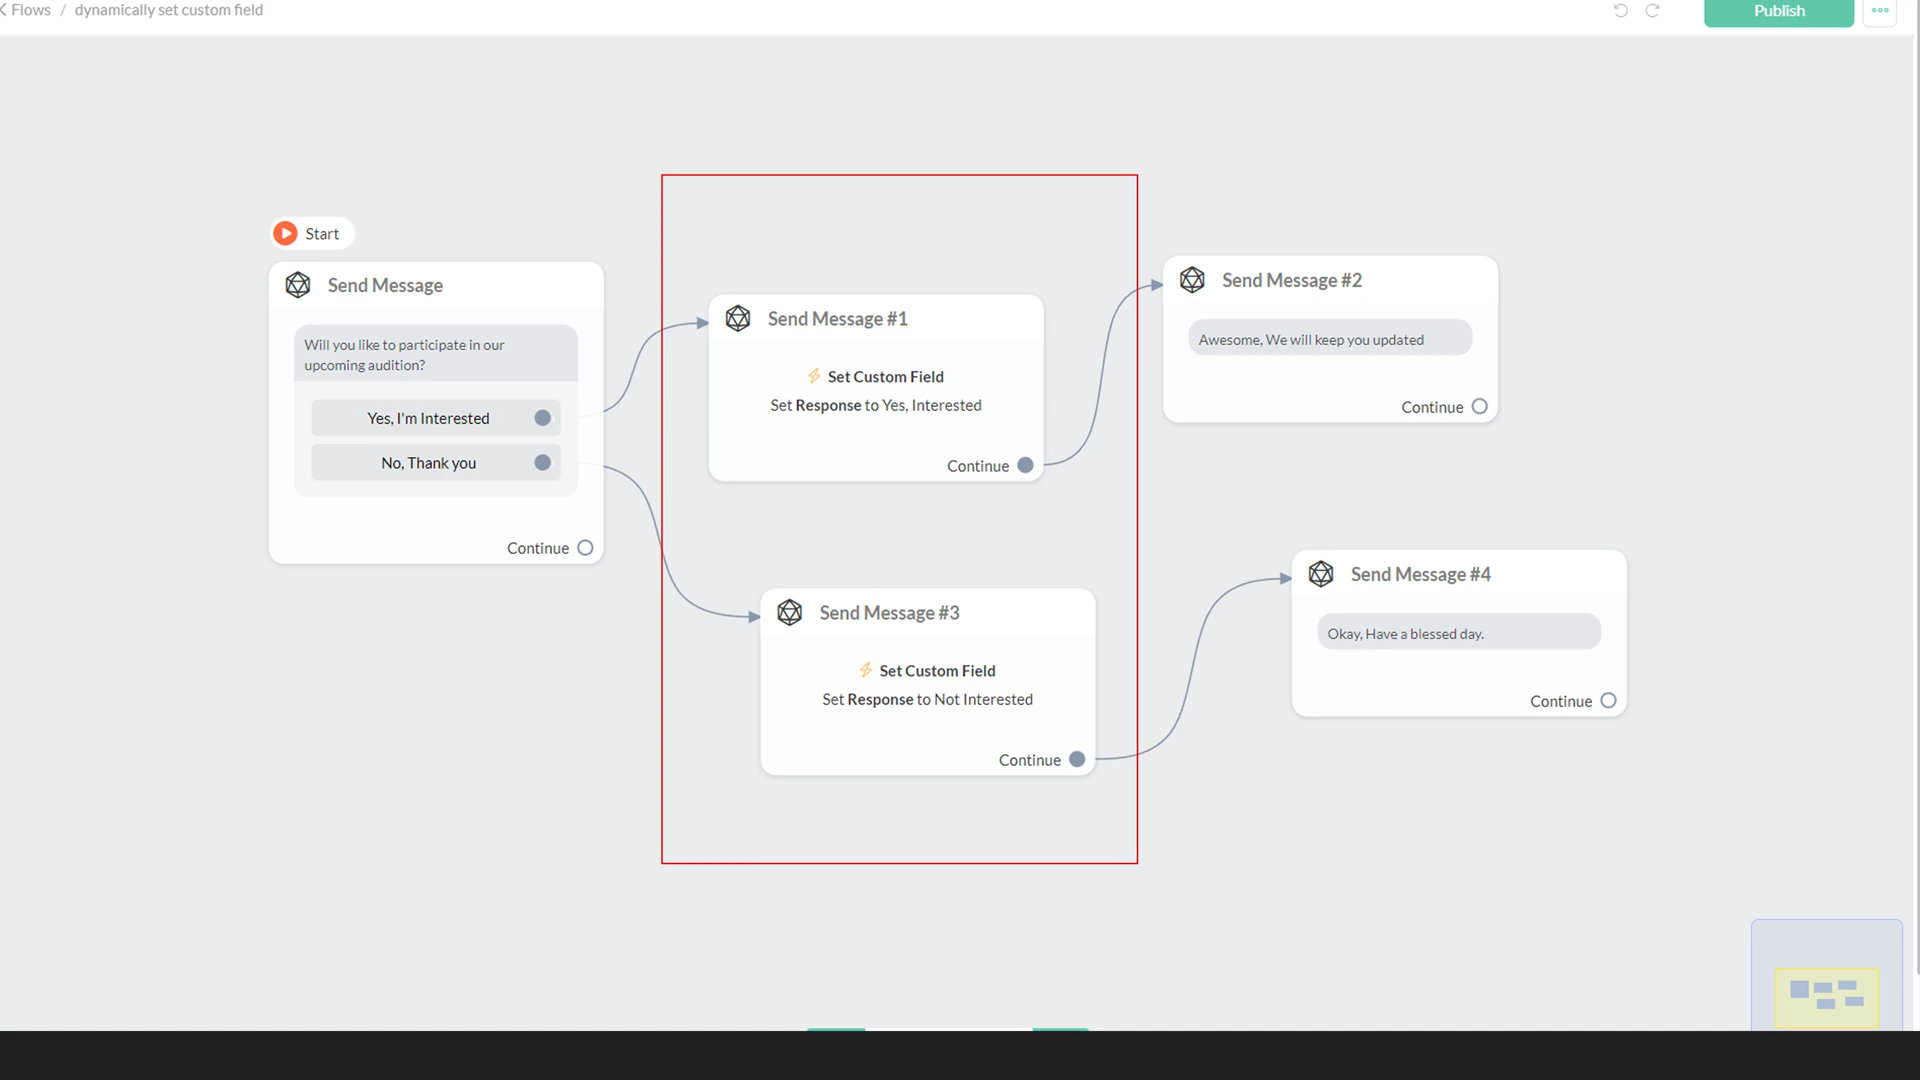 Flows / dynamically set custom field
Publish
Start
Send Message
Will you like to participate in our
upcoming audition?
Yes, I'm Interested
No, Thank you
Continue
Send Message #1
Set Custom Field
Set Response to Yes, Interested
Continue
Send Message #2
Awesome, We will keep you updated
Continue
Send Message #3
Set Custom Field
Set Response to Not Interested
Continue
Send Message #4
Okay, Have a blessed day.
Continue